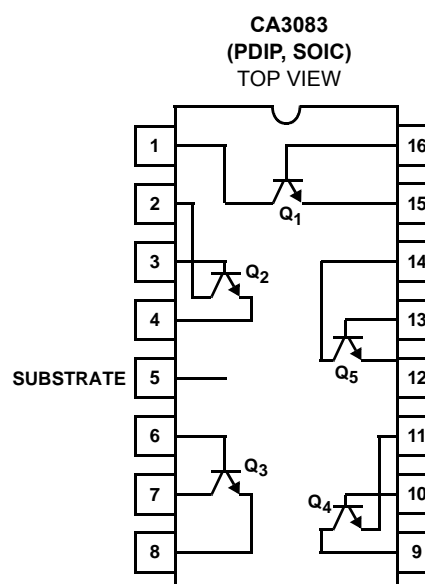 CA3083
(PDIP, SOIC)
TOP VIEW
1
16
2
15
Q1
3
14
Q2
4
13
SUBSTRATE 5
12
Q5
6
11
Q3
7
10
Q4
8
9